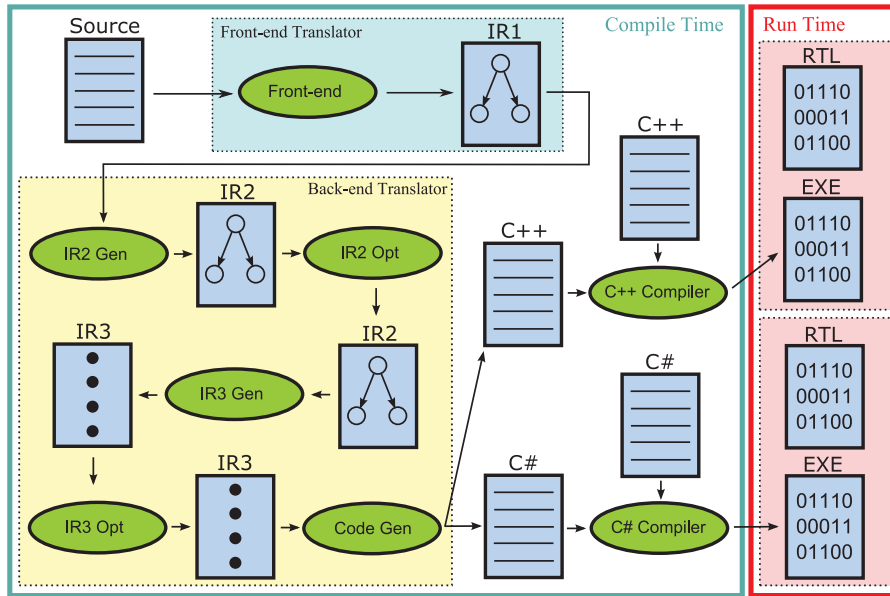 Source
Front-end Translator
IR1
Compile Time
Run Time
Front-end
RTL
01110
00011
01100
C++
Back-end Translator
IR2
EXE
01110
00011
01100
IR2 Gen
IR2 Opt
C++
C++ Compiler
IR3
IR2
IR3 Gen
C#
RTL
01110
00011
01100
IR3
C#
EXE
01110
00011
01100
IR3 Opt
Code Gen
C# Compiler